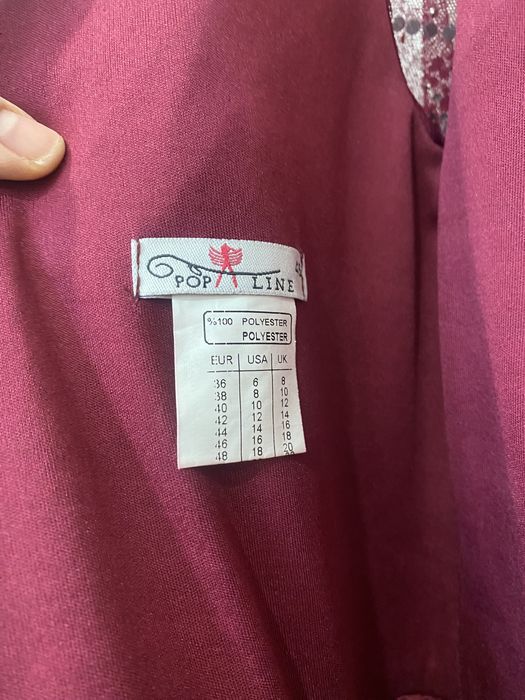 POP LINE
%100 POLYESTER
POLYESTER
EUR USA UK
36 6 8
38 8 10
40 10 12
42 12 14
44 14 16
46 16 18
48 18 20